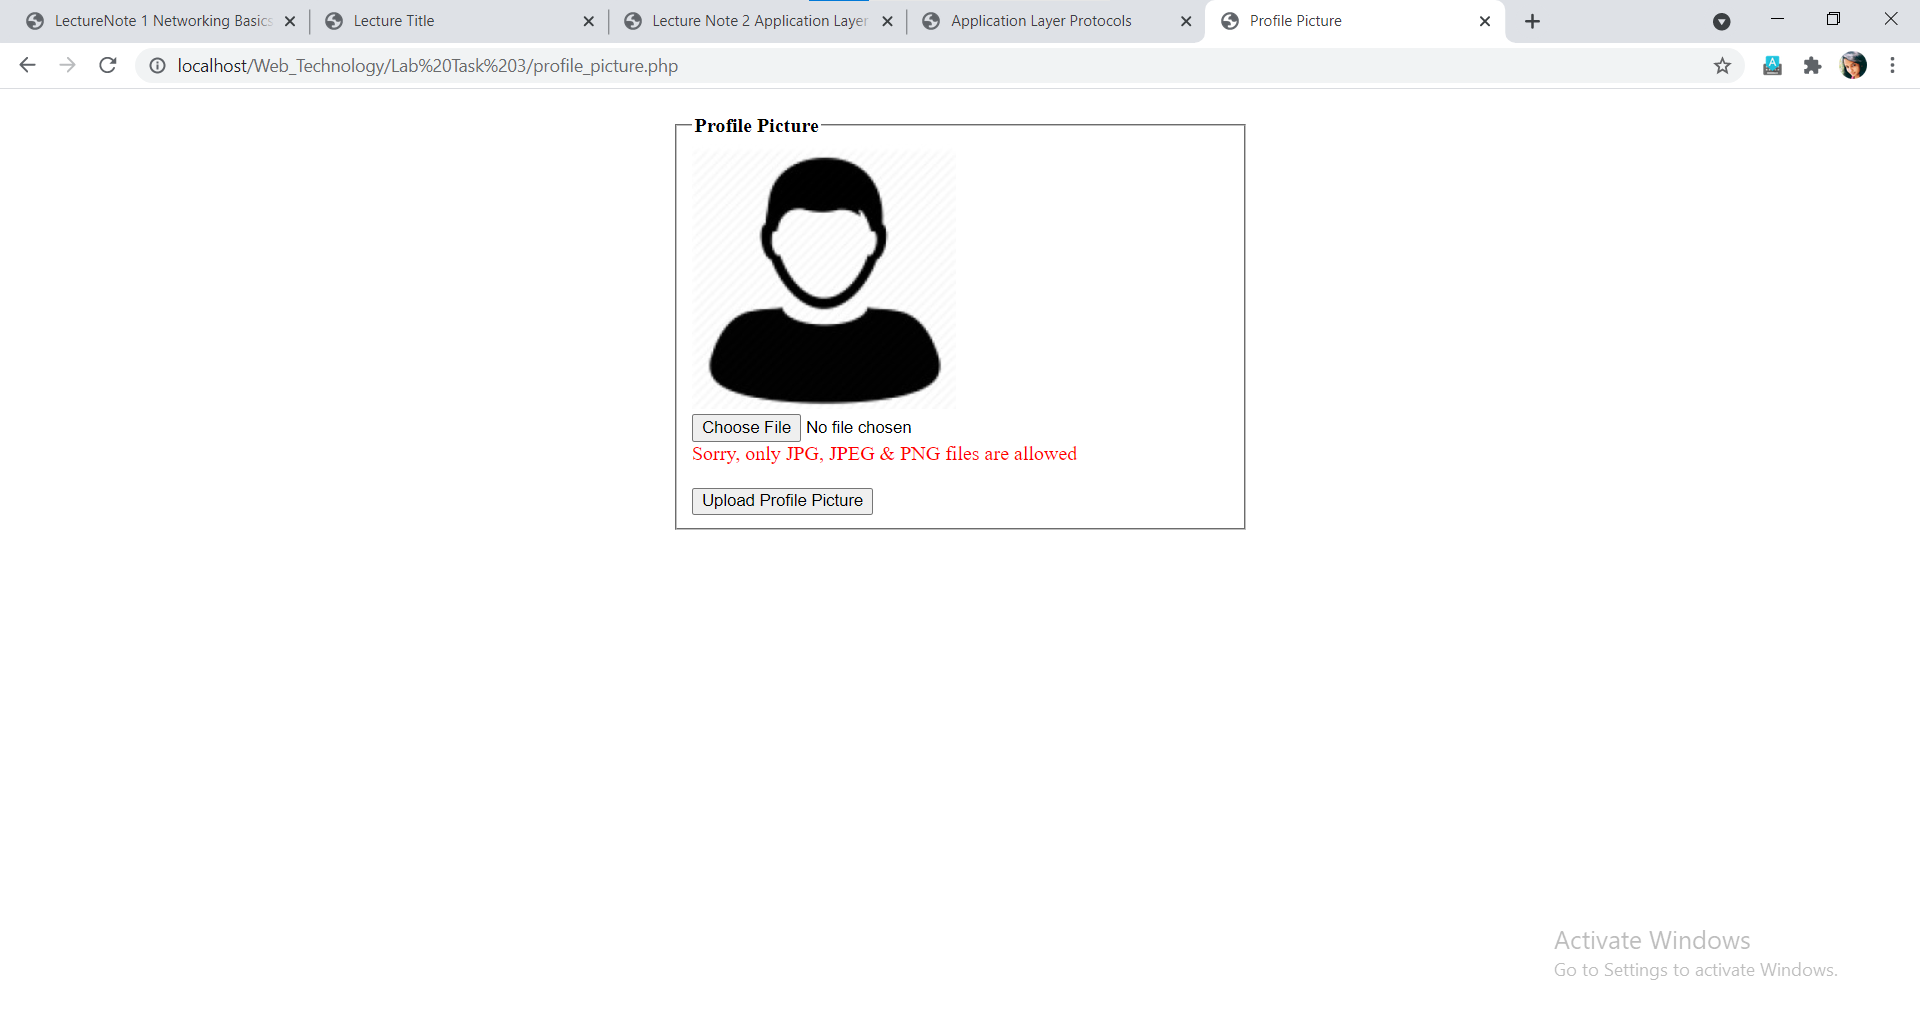 LectureNote 1 Networking Basics
Lecture Title
Lecture Note 2 Application Layer
Application Layer Protocols
Profile Picture
localhost/Web_Technology/Lab%20Task%203/profile_picture.php
A
Profile Picture
Choose File No file chosen
Sorry, only JPG, JPEG & PNG files are allowed
Upload Profile Picture
Activate Windows
Go to Settings to activate Windows.